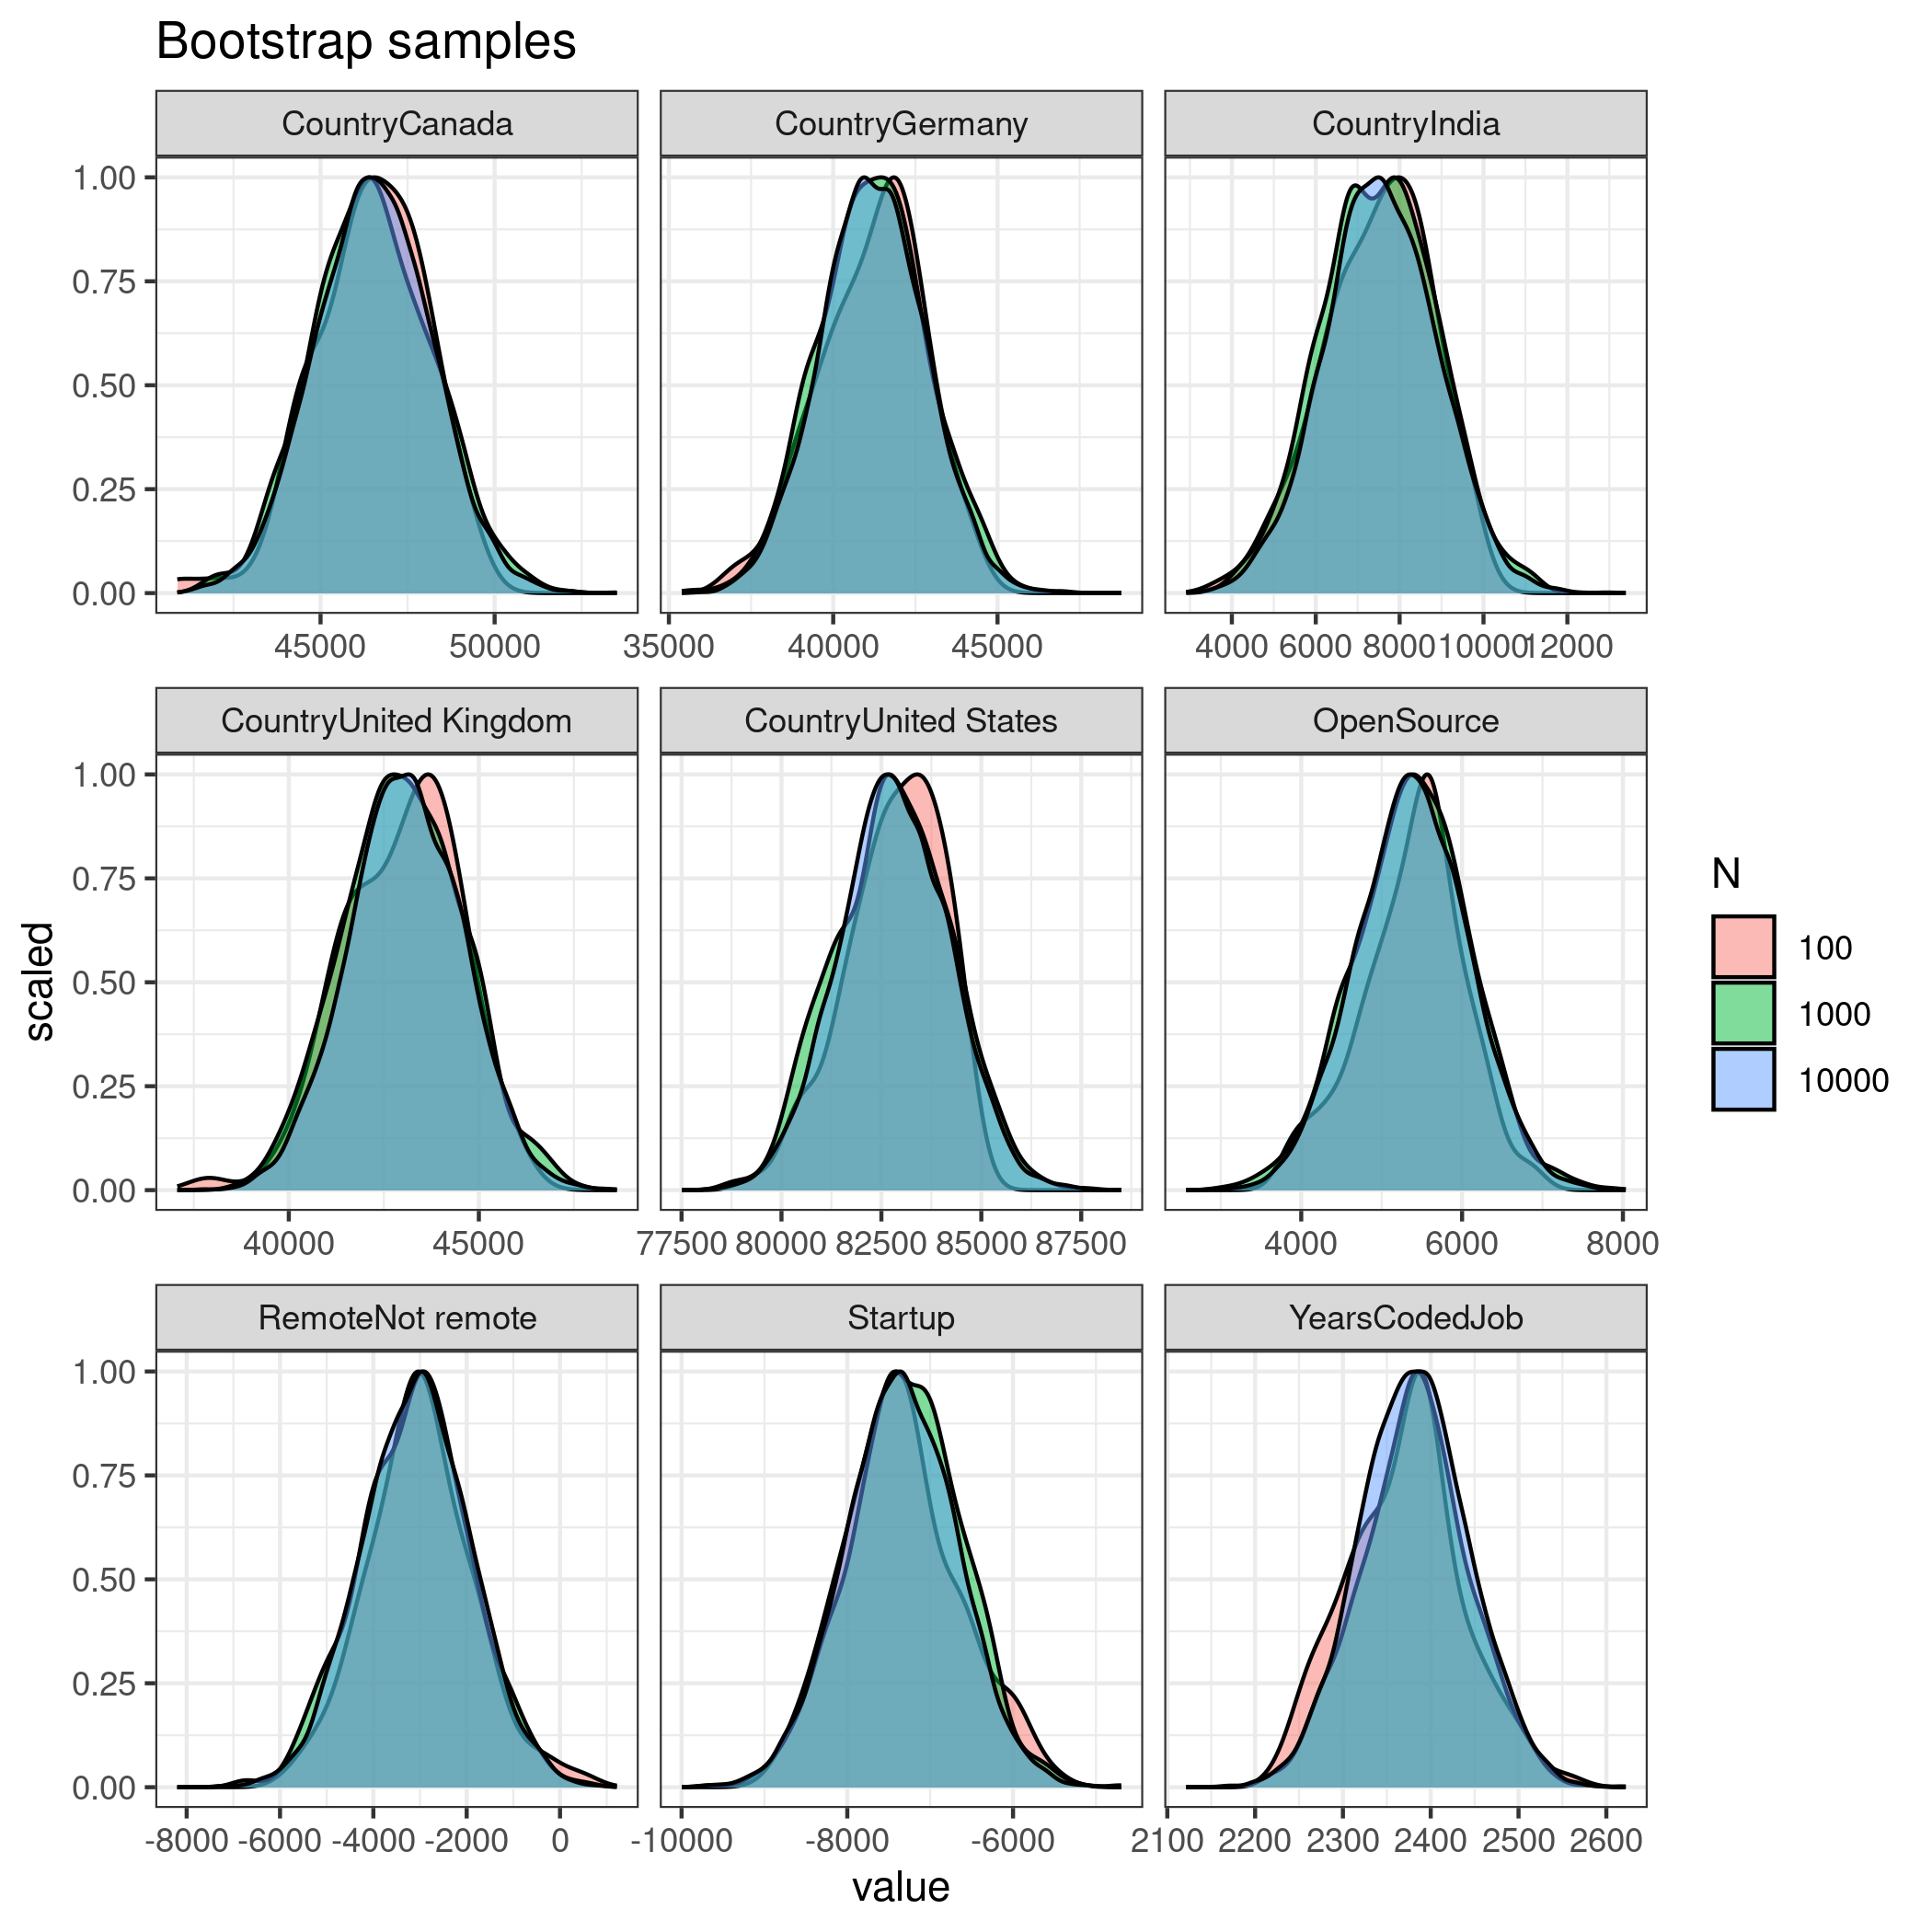 Bootstrap samples
CountryCanada CountryGermany CountryIndia
1.00
0.75
0.50
0.25
0.00
45000 50000 35000 40000 45000 4000 6000 8000 10000 12000
CountryUnited Kingdom CountryUnited States OpenSource
1.00
0.75
0.50
0.25
0.00
40000 45000 77500 80000 82500 85000 87500 4000 6000 8000
RemoteNot remote Startup YearsCodedJob
1.00
0.75
0.50
0.25
0.00
-8000 -6000 -4000 -2000 0 -10000 -8000 -6000 2100 2200 2300 2400 2500 2600
value
scaled
N
100
1000
10000